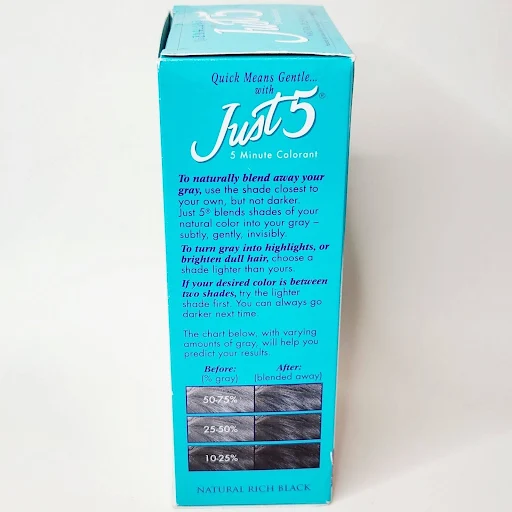 Just 5
Quick Means Gentle...
with
Just 5®
5 Minute Colorant
To naturally blend away your
gray, use the shade closest to
your own, but not darker.
Just 5® blends shades of your
natural color into your gray –
subtly, gently, invisibly.
To turn gray into highlights, or
brighten dull hair, choose a
shade lighter than yours.
If your desired color is between
two shades, try the lighter
shade first. You can always go
darker next time.
The chart below, with varying
amounts of gray, will help you
predict your results.
Before: After:
(% gray) (blended away)
50-75%
25-50%
10-25%
NATURAL RICH BLACK